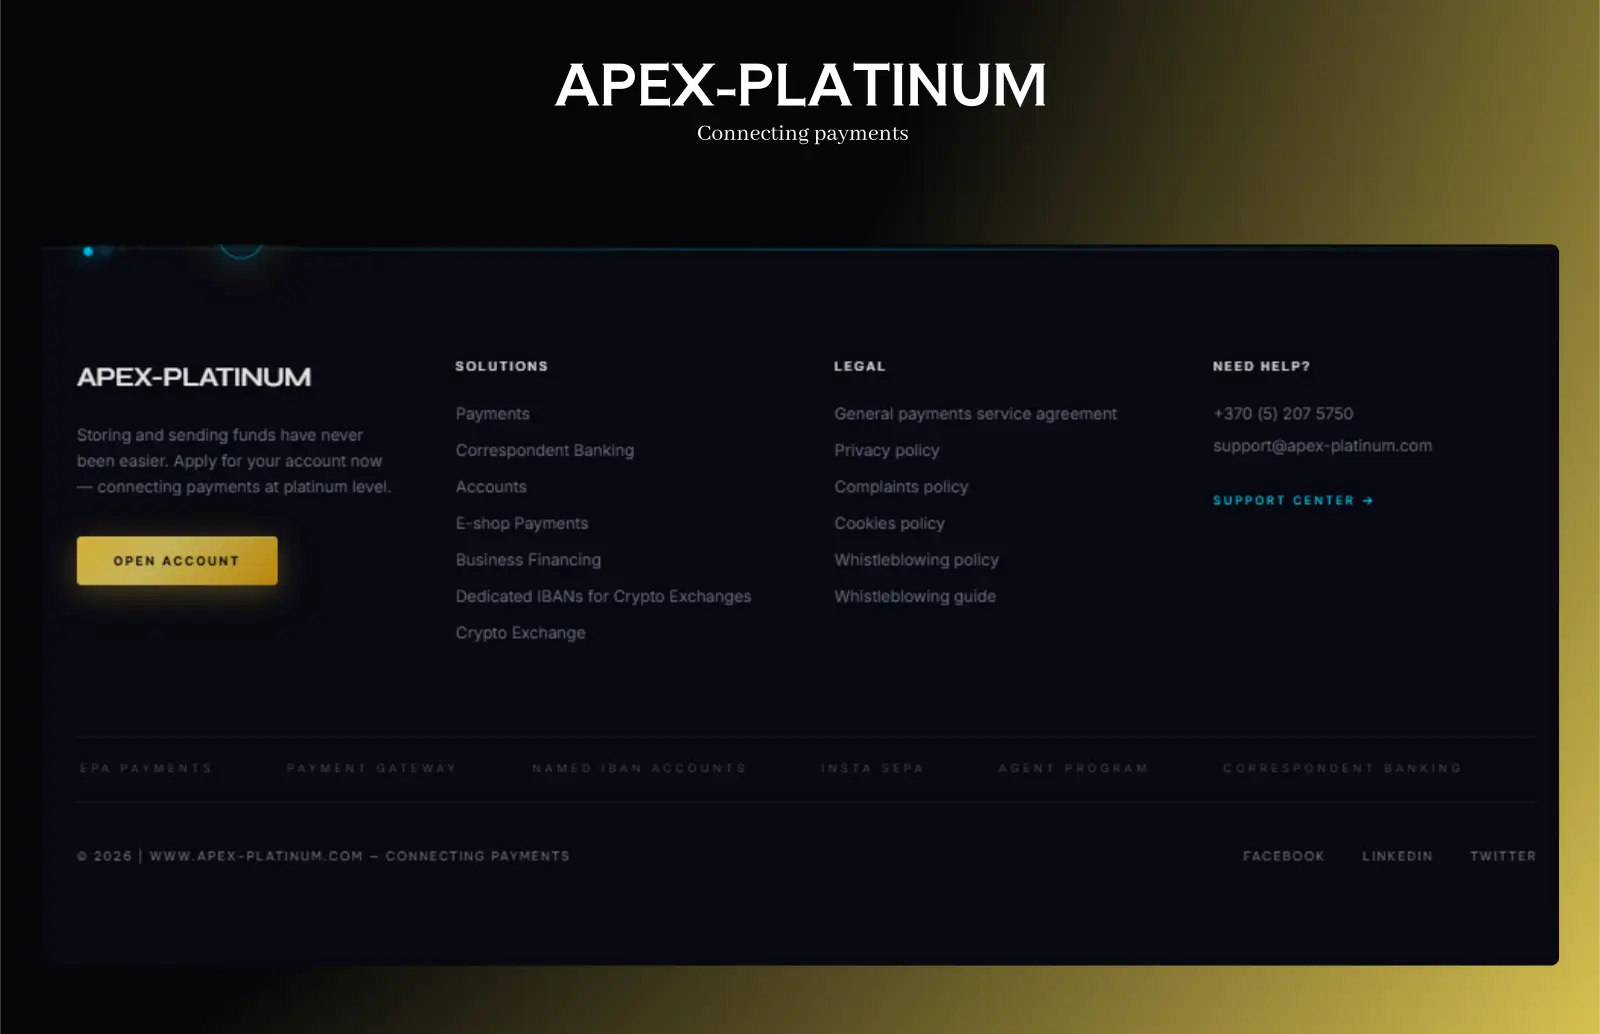 APEX-PLATINUM
Connecting payments
APEX-PLATINUM
Storing and sending funds have never
been easier. Apply for your account now
— connecting payments at platinum level.
OPEN ACCOUNT
SOLUTIONS
Payments
Correspondent Banking
Accounts
E-shop Payments
Business Financing
Dedicated IBANs for Crypto Exchanges
Crypto Exchange
LEGAL
General payments service agreement
Privacy policy
Complaints policy
Cookies policy
Whistleblowing policy
Whistleblowing guide
NEED HELP?
+370 (5) 207 5750
support@apex-platinum.com
SUPPORT CENTER →
EPA PAYMENTS PAYMENT GATEWAY NAMED IBAN ACCOUNTS INSTA SEPA AGENT PROGRAM CORRESPONDENT BANKING
© 2026 | WWW.APEX-PLATINUM.COM – CONNECTING PAYMENTS
FACEBOOK LINKEDIN TWITTER